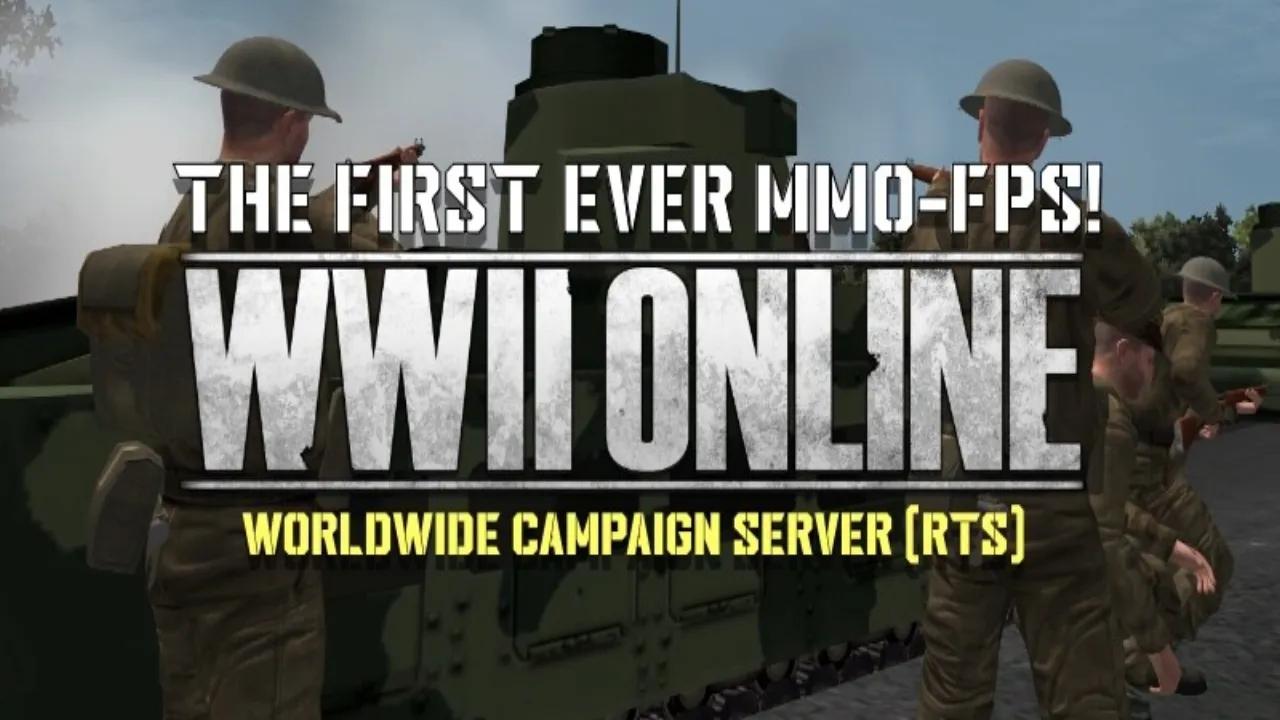 THE FIRST EVER MMO-FPS!
WWII ONLINE
WORLDWIDE CAMPAIGN SERVER (RTS)